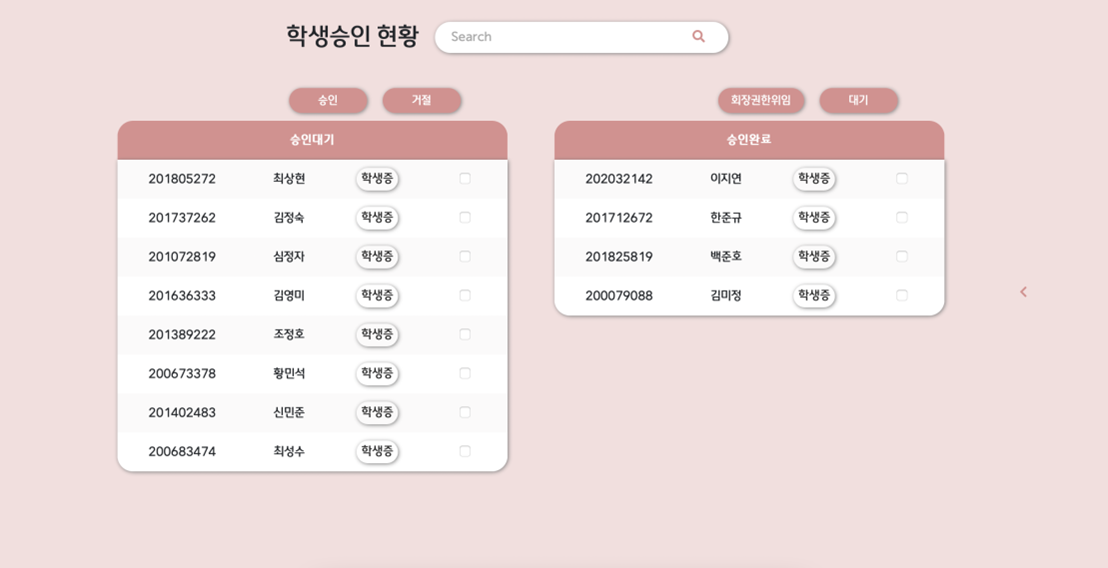 학생승인 현황 Search
승인 거절
승인대기
201805272 최상현 학생증
201737262 김정숙 학생증
201072819 심정자 학생증
201636333 김영미 학생증
201389222 조정호 학생증
200673378 황민석 학생증
201402483 신민준 학생증
200683474 최성수 학생증
회장권한위임 대기
승인완료
202032142 이지연 학생증
201712672 한준규 학생증
201825819 백준호 학생증
200079088 김미정 학생증